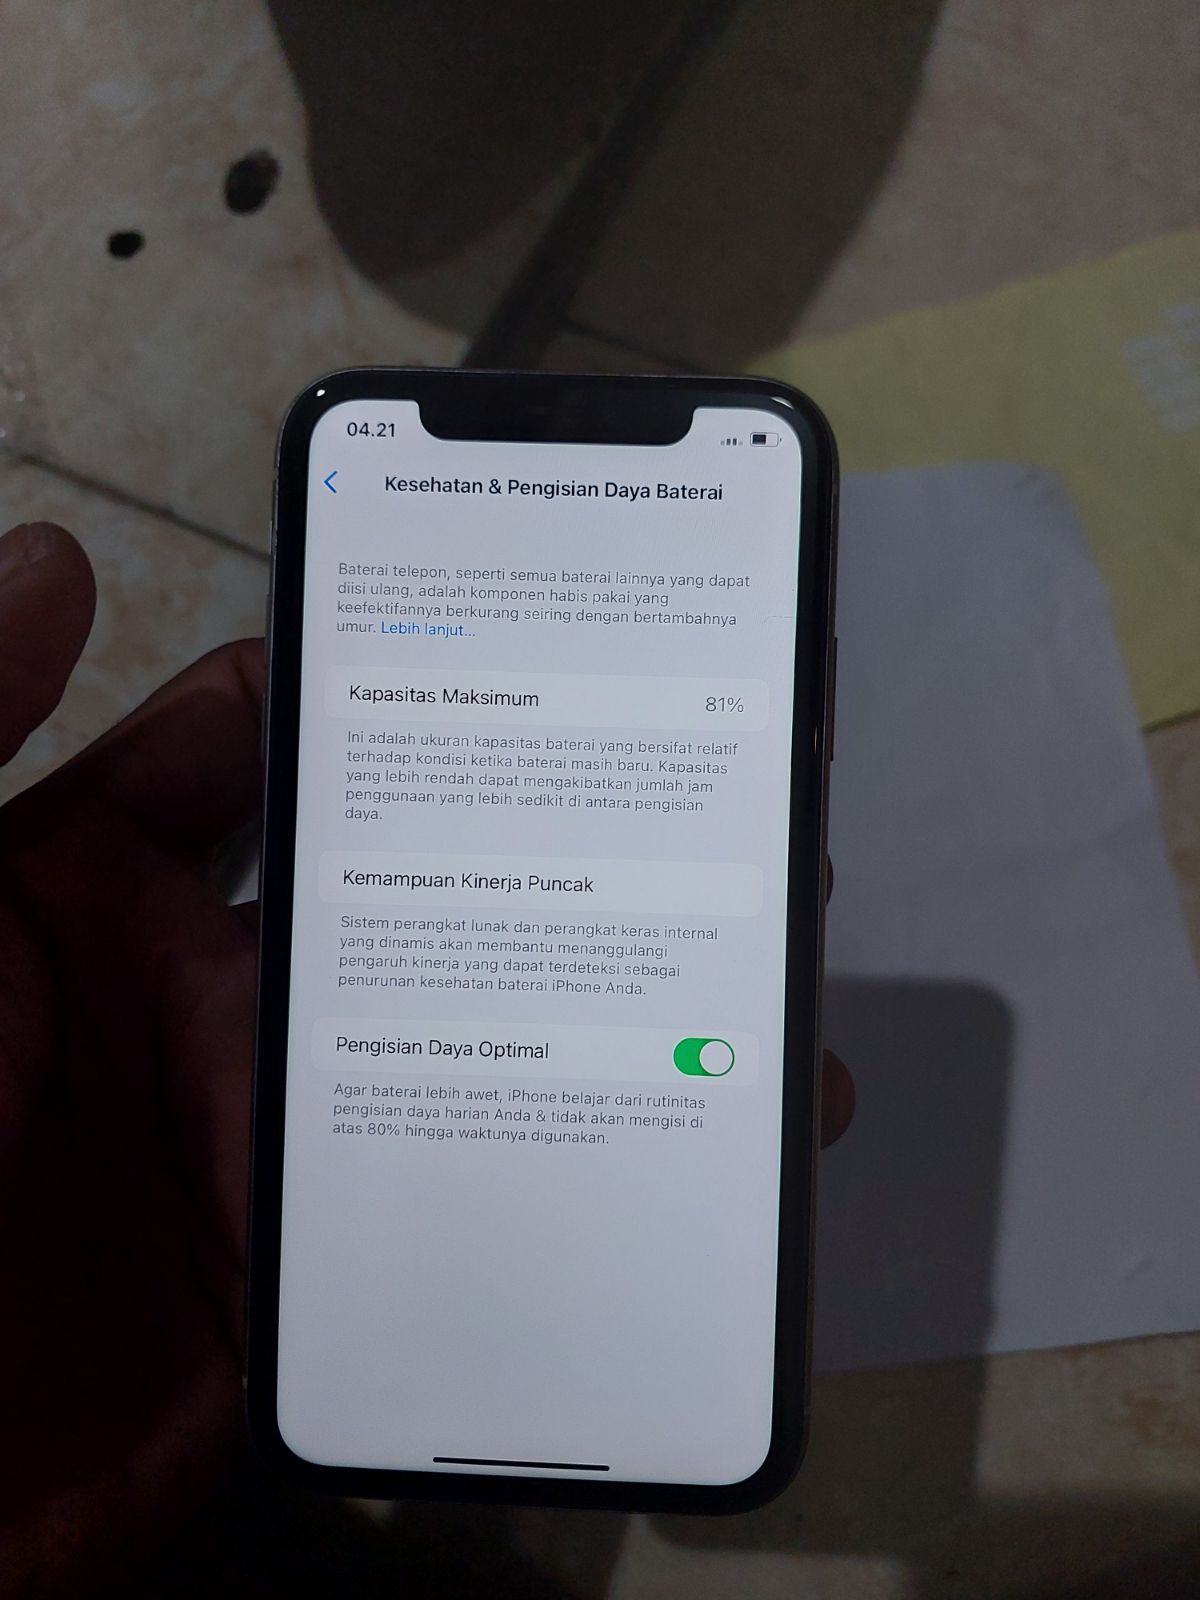 04.21
Kesehatan & Pengisian Daya Baterai
Baterai telepon, seperti semua baterai lainnya yang dapat
diisi ulang, adalah komponen habis pakai yang
keefektifannya berkurang seiring dengan bertambahnya
umur. Lebih lanjut...
Kapasitas Maksimum 81%
Ini adalah ukuran kapasitas baterai yang bersifat relatif
terhadap kondisi ketika baterai masih baru. Kapasitas
yang lebih rendah dapat mengakibatkan jumlah jam
penggunaan yang lebih sedikit di antara pengisian
daya.
Kemampuan Kinerja Puncak
Sistem perangkat lunak dan perangkat keras internal
yang dinamis akan membantu menanggulangi
pengaruh kinerja yang dapat terdeteksi sebagai
penurunan kesehatan baterai iPhone Anda.
Pengisian Daya Optimal
Agar baterai lebih awet, iPhone belajar dari rutinitas
pengisian daya harian Anda & tidak akan mengisi di
atas 80% hingga waktunya digunakan.